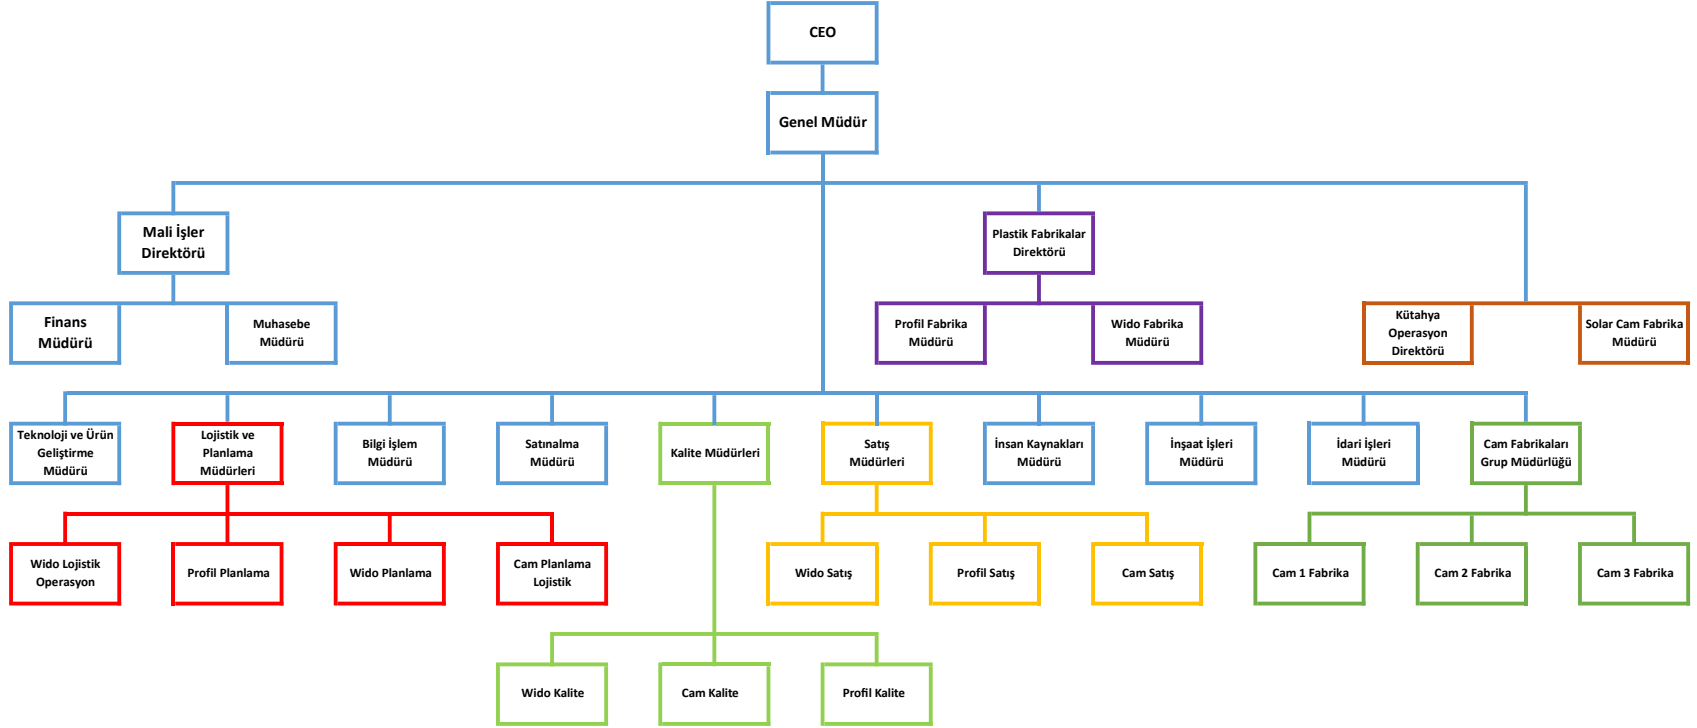 CEO
Genel Müdür
Mali İşler
Direktörü
Plastik Fabrikalar
Direktörü
Finans
Müdürü
Muhasebe
Müdürü
Profil Fabrika
Müdürü
Wido Fabrika
Müdürü
Kütahya
Operasyon
Direktörü
Solar Cam Fabrika
Müdürü
Teknoloji ve Ürün
Geliştirme
Müdürü
Lojistik ve
Planlama
Müdürleri
Bilgi İşlem
Müdürü
Satınalma
Müdürü
Kalite Müdürleri
Satış
Müdürleri
İnsan Kaynakları
Müdürü
İnşaat İşleri
Müdürü
İdari İşleri
Müdürü
Cam Fabrikaları
Grup Müdürlüğü
Wido Lojistik
Operasyon
Profil Planlama
Wido Planlama
Cam Planlama
Lojistik
Wido Satış
Profil Satış
Cam Satış
Cam 1 Fabrika
Cam 2 Fabrika
Cam 3 Fabrika
Wido Kalite
Cam Kalite
Profil Kalite